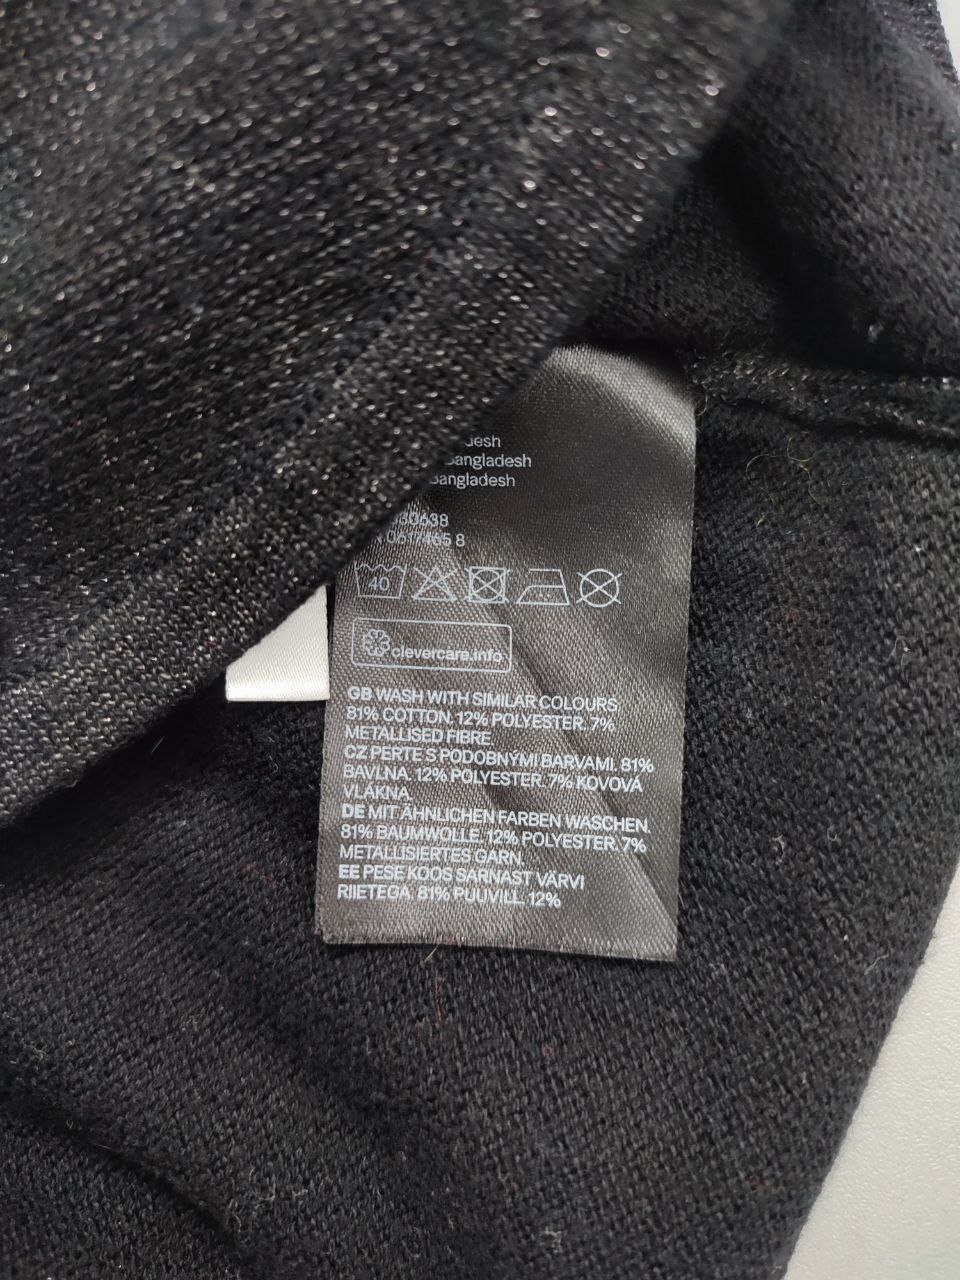 Bangladesh
Bangladesh
40
clevercare.info
GB WASH WITH SIMILAR COLOURS
81% COTTON. 12% POLYESTER. 7%
METALLISED FIBRE
CZ PERTE S PODOBNÝMI BARVAMI. 81%
BAVLNA. 12% POLYESTER. 7% KOVOVÁ
VLÁKNA.
DE MIT ÄHNLICHEN FARBEN WASCHEN.
81% BAUMWOLLE. 12% POLYESTER. 7%
METALLISIERTES GARN.
EE PESE KOOS SARNAST VÄRVI
RIIETEGA. 81% PUUVILL. 12%